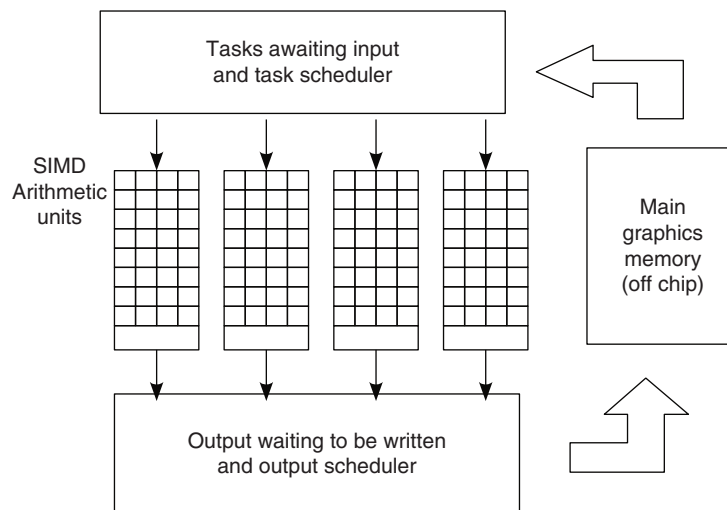 Tasks awaiting input
and task scheduler
SIMD
Arithmetic
units
Main
graphics
memory
(off chip)
Output waiting to be written
and output scheduler